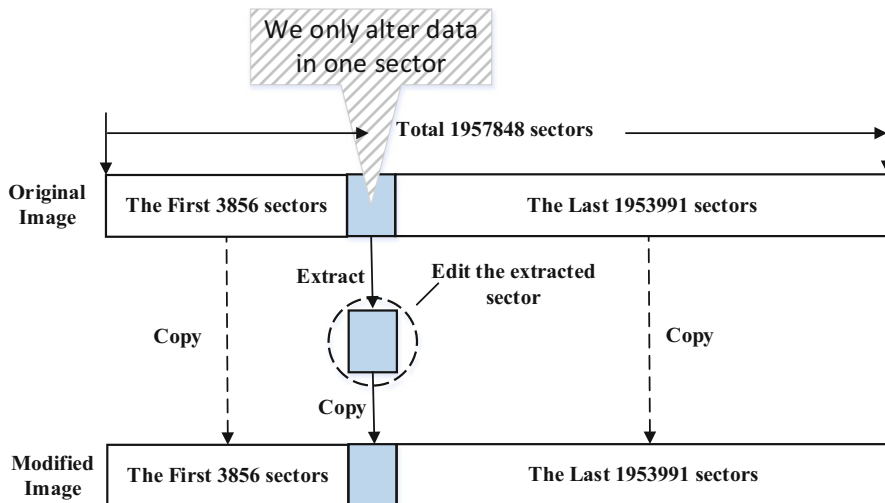 We only alter data
in one sector
Total 1957848 sectors
Original
Image
The First 3856 sectors
The Last 1953991 sectors
Extract
Edit the extracted
sector
Copy
Copy
Copy
Modified
Image
The First 3856 sectors
The Last 1953991 sectors